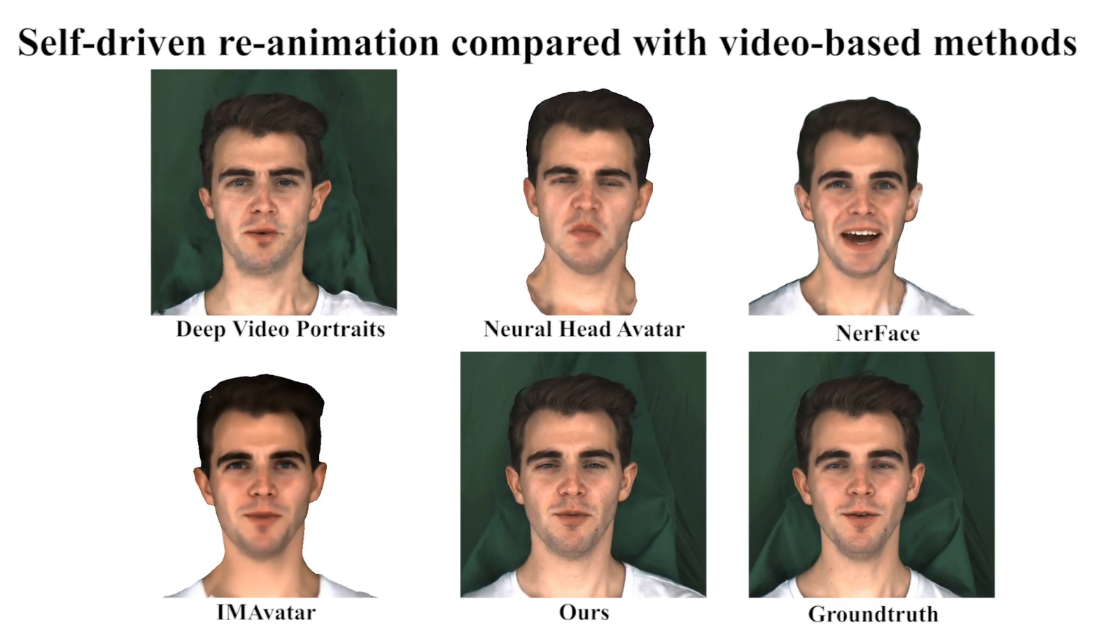 Self-driven re-animation compared with video-based methods
Deep Video Portraits
Neural Head Avatar
NerFace
IMAvatar
Ours
Groundtruth